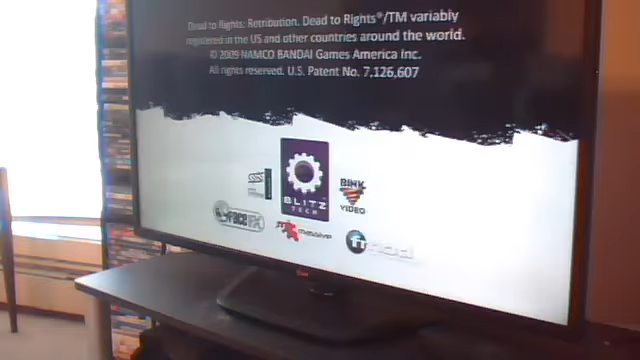 Dead to Rights: Retribution. Dead to Rights®/TM variably
registered in the US and other countries around the world.
© 2009 NAMCO BANDAI Games America Inc.
All rights reserved. U.S. Patent No. 7,126,607
BLITZ
TECH
BINK
VIDEO
FACEFX